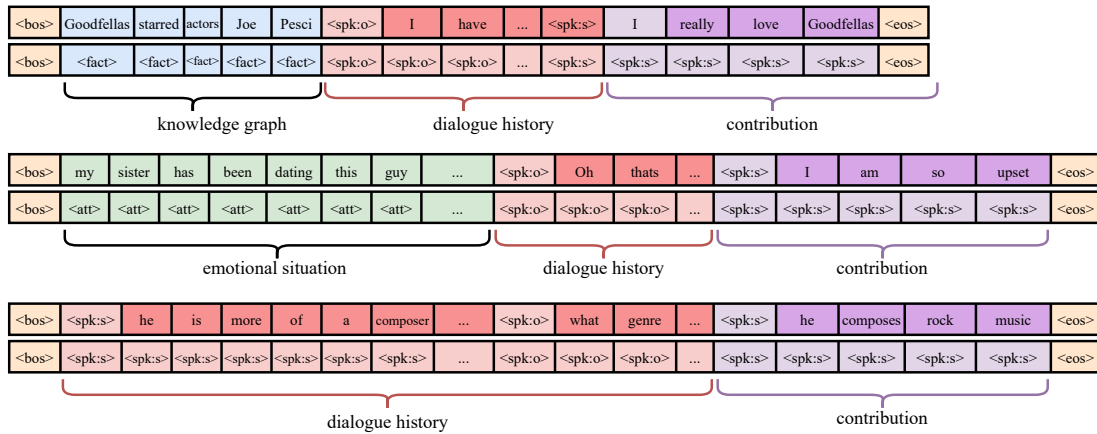 <bos> Goodfellas starred actors Joe Pesci <spk:o> I have ... <spk:s> I really love Goodfellas <eos>
<bos> <fact> <fact> <fact> <fact> <fact> <spk:o> <spk:o> <spk:o> ... <spk:s> <spk:s> <spk:s> <spk:s> <spk:s> <eos>
knowledge graph dialogue history contribution
<bos> my sister has been dating this guy ... <spk:o> Oh thats ... <spk:s> I am so upset <eos>
<bos> <att> <att> <att> <att> <att> <att> <att> ... <spk:o> <spk:o> <spk:o> ... <spk:s> <spk:s> <spk:s> <spk:s> <spk:s> <eos>
emotional situation dialogue history contribution
<bos> <spk:s> he is more of a composer ... <spk:o> what genre ... <spk:s> he composes rock music <eos>
<bos> <spk:s> <spk:s> <spk:s> <spk:s> <spk:s> <spk:s> <spk:s> ... <spk:o> <spk:o> <spk:o> ... <spk:s> <spk:s> <spk:s> <spk:s> <spk:s> <eos>
dialogue history contribution